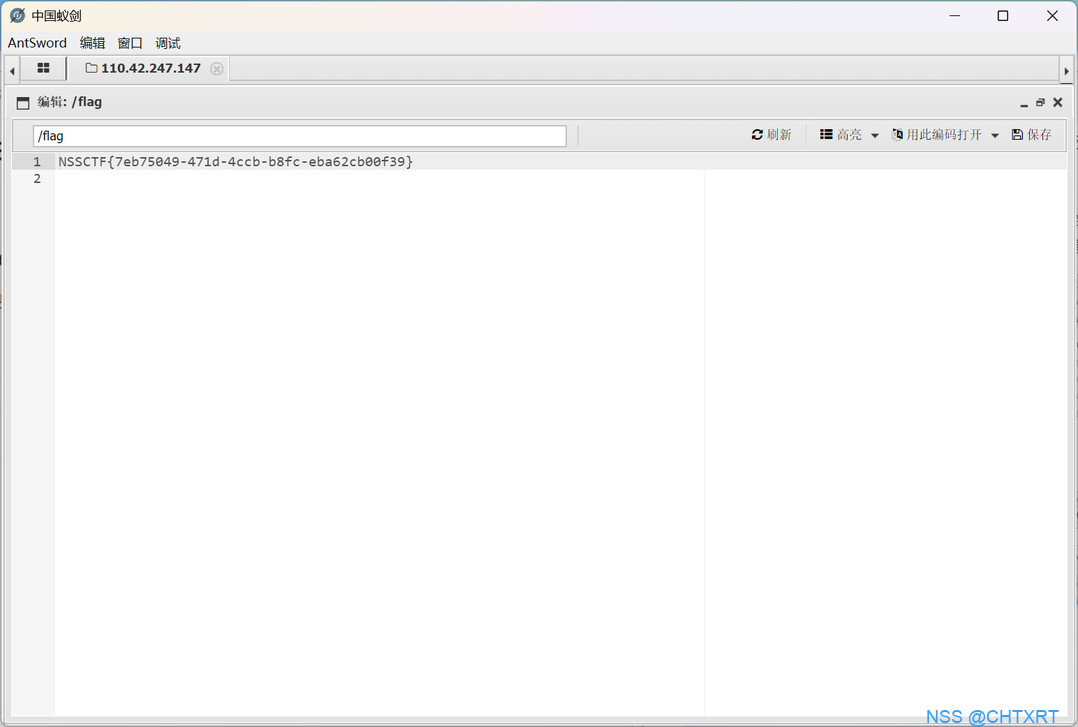 中国蚁剑
AntSword 编辑 窗口 调试
110.42.247.147
编辑: /flag
/flag 刷新 高亮 用此编码打开 保存
1 NSSCTF{7eb75049-471d-4ccb-b8fc-eba62cb00f39}
2
NSS @CHTXRT